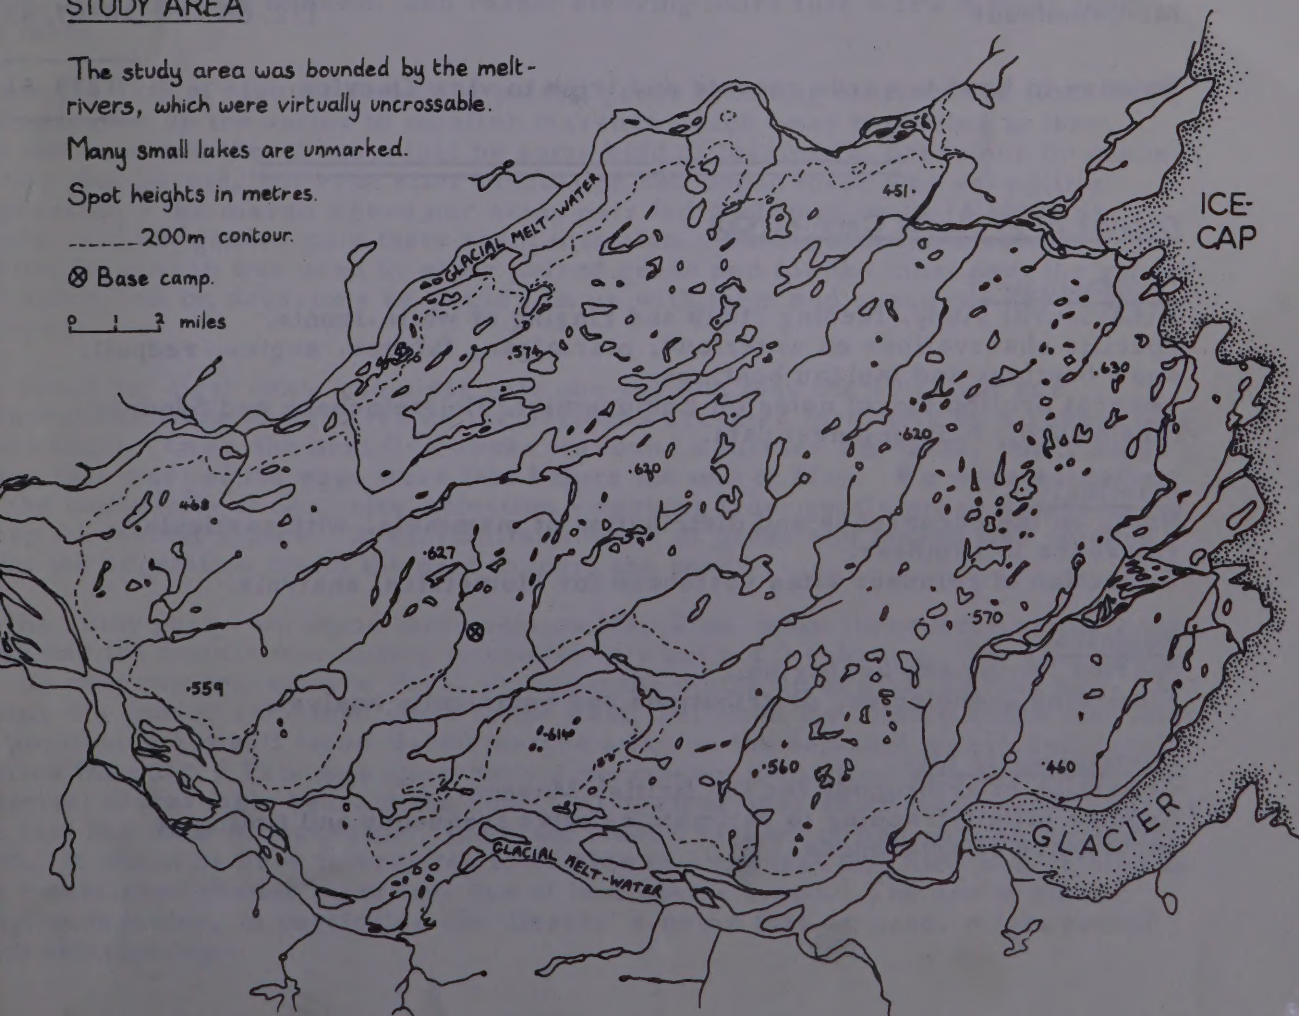 STUDY AREA
The study area was bounded by the melt-
rivers, which were virtually uncrossable.
Many small lakes are unmarked.
Spot heights in metres.
------ 200m contour.
⊗ Base camp.
0 1 2 miles
GLACIAL MELT-WATER
451
ICE-
CAP
574
630
620
620
468
627
570
559
614
560
460
GLACIER
GLACIAL MELT-WATER